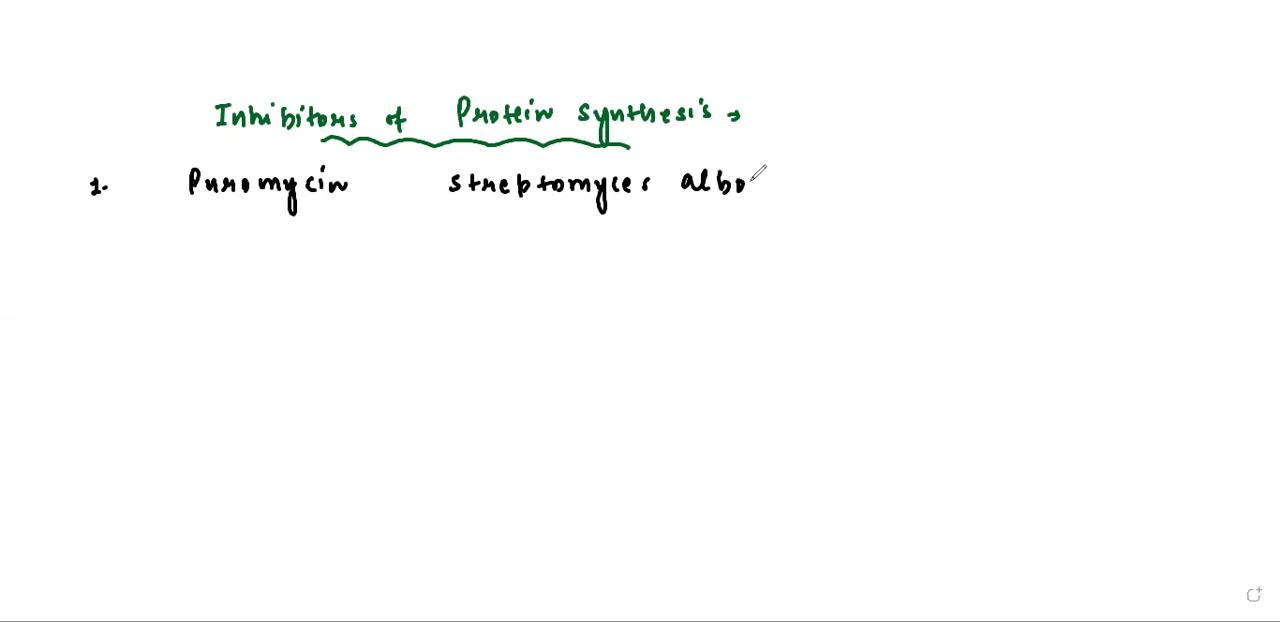 Inhibitors of Protein synthesis →
1. Puromycin streptomyces albo